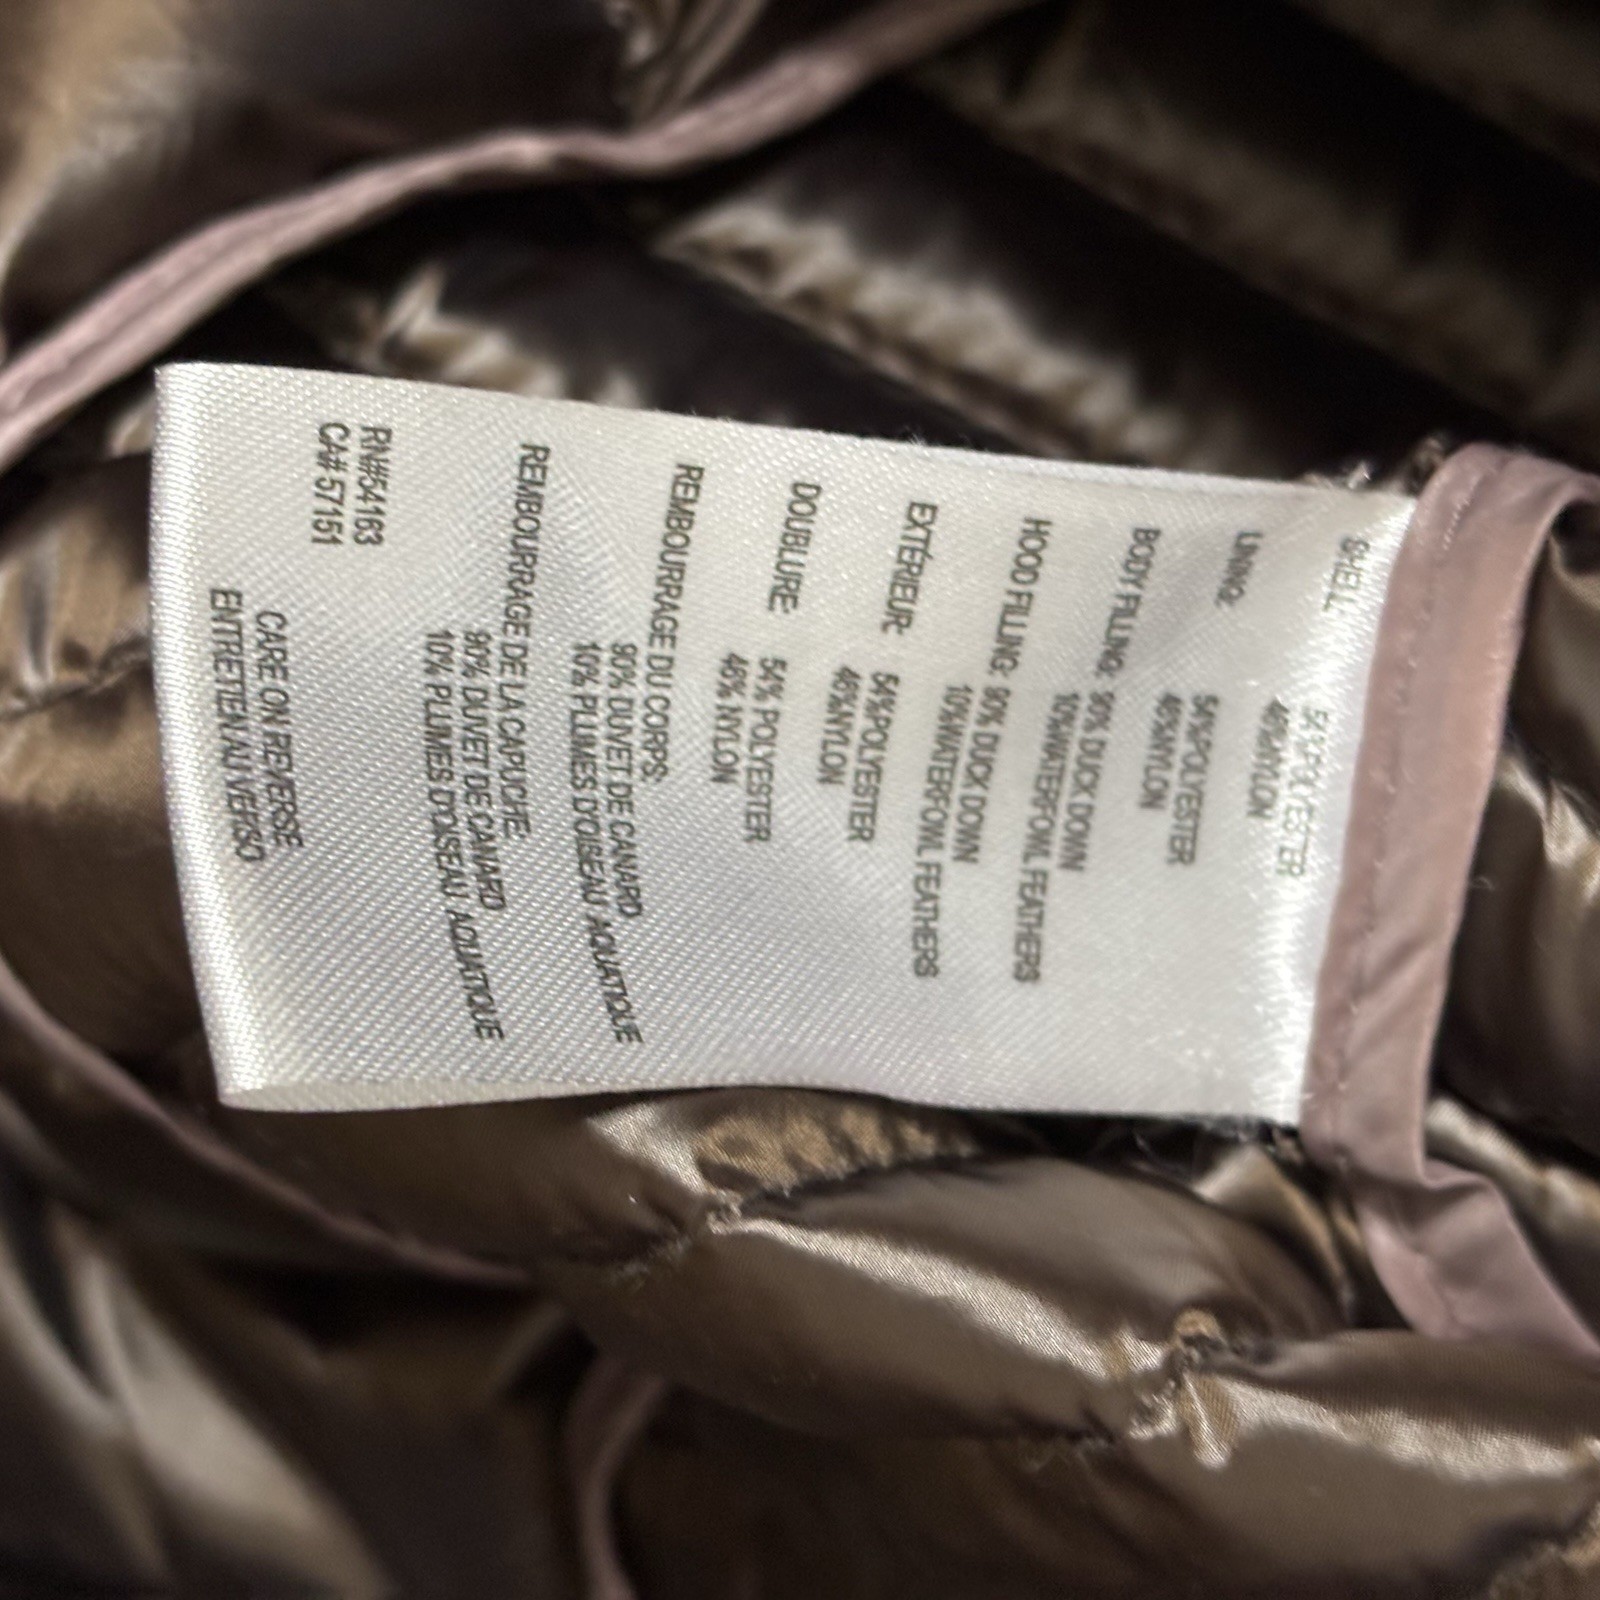 SHELL:
54%POLYESTER
46%NYLON
LINING:
54%POLYESTER
46%NYLON
BODY FILLING: 90% DUCK DOWN
10%WATERFOWL FEATHERS
HOOD FILLING: 90% DUCK DOWN
10%WATERFOWL FEATHERS
EXTÉRIEUR:
54%POLYESTER
46%NYLON
DOUBLURE:
54% POLYESTER
46% NYLON
REMBOURRAGE DU CORPS:
90% DUVET DE CANARD
10% PLUMES D'OISEAU AQUATIQUE
REMBOURRAGE DE LA CAPUCHE:
90% DUVET DE CANARD
10% PLUMES D'OISEAU AQUATIQUE
RN#54163
CA# 57151
CARE ON REVERSE
ENTRETIEN AU VERSO